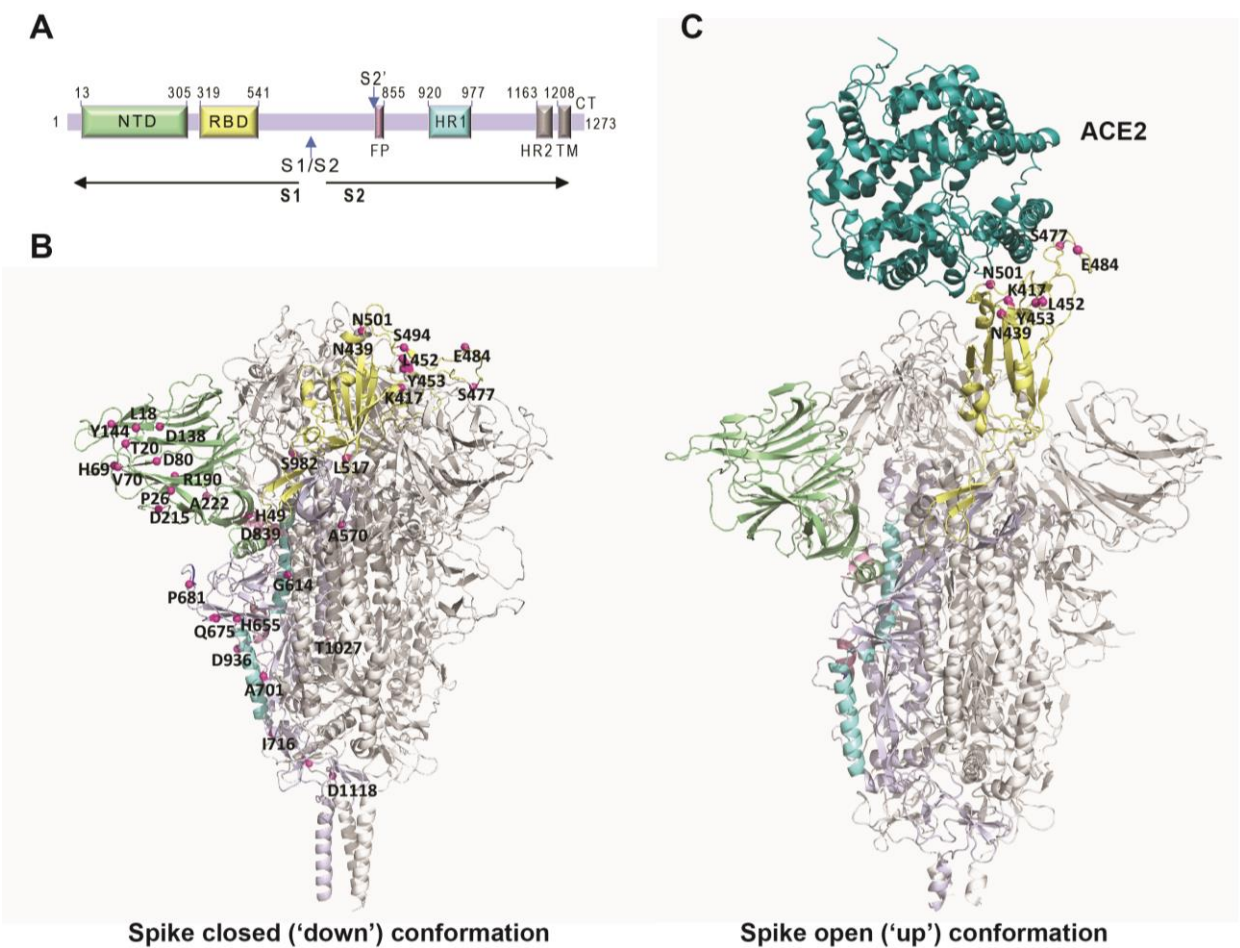 A
S2'
13 305 319 541 855 920 977 1163 1208 CT
1 NTD RBD HR1 1273
FP HR2 TM
S1/S2
S1 S2
B
N501
S494
N439 L452 E484
Y453
K417 S477
L18
Y144 D138
T20
D80 S982 L517
H69
V70 R190
P26 A222
D215 H49
D839 A570
G614
P681
Q675 H655
D936 T1027
A701
I716
D1118
Spike closed (‘down’) conformation
C
ACE2
S477
E484
N501
K417
L452
Y453
N439
Spike open (‘up’) conformation